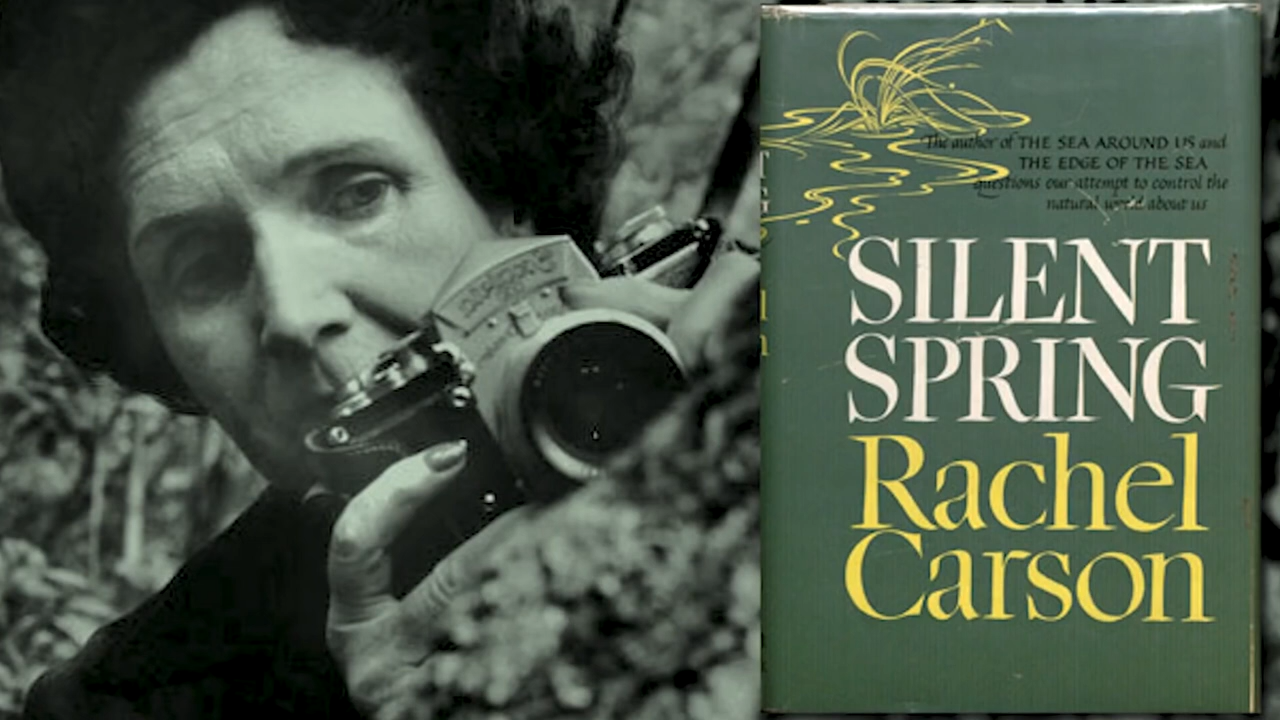 The author of THE SEA AROUND US and
THE EDGE OF THE SEA
questions our attempt to control the
natural world about us
SILENT
SPRING
Rachel
Carson